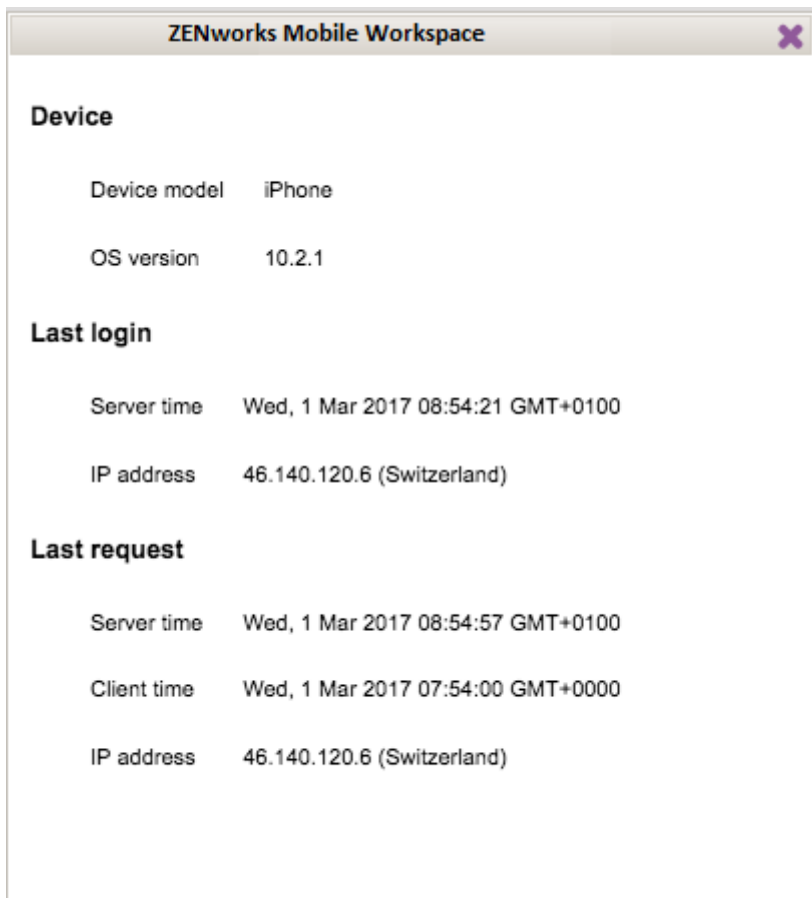 ZENworks Mobile Workspace
Device
Device model iPhone
OS version 10.2.1
Last login
Server time Wed, 1 Mar 2017 08:54:21 GMT+0100
IP address 46.140.120.6 (Switzerland)
Last request
Server time Wed, 1 Mar 2017 08:54:57 GMT+0100
Client time Wed, 1 Mar 2017 07:54:00 GMT+0000
IP address 46.140.120.6 (Switzerland)